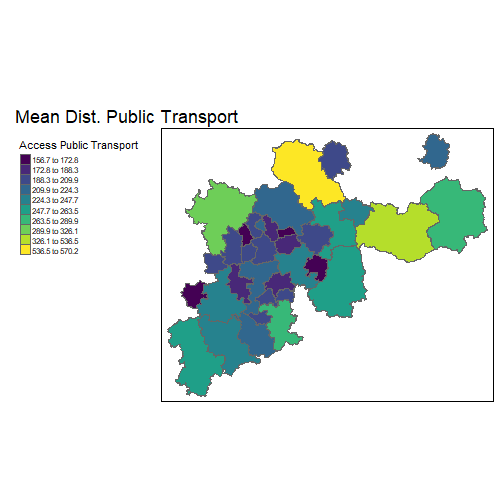 Mean Dist. Public Transport
Access Public Transport
156.7 to 172.8
172.8 to 188.3
188.3 to 209.9
209.9 to 224.3
224.3 to 247.7
247.7 to 263.5
263.5 to 289.9
289.9 to 326.1
326.1 to 536.5
536.5 to 570.2